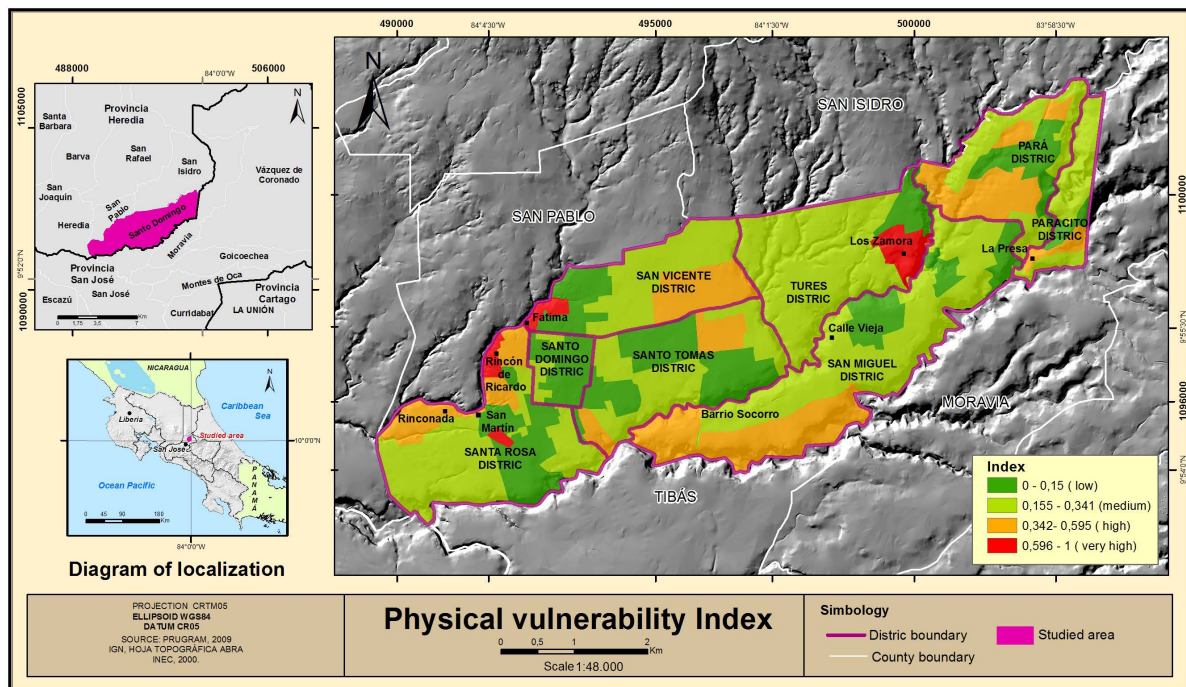 488000
506000
84°0'0"W
1105000
1090000
9°52'0"N
N
Santa
Barbara
Provincia
Heredia
Barva
San
Rafael
San
Isidro
Vázquez de
Coronado
San
Joaquin
San
Pablo
Heredia
Santo Domingo
Moravia
Goicoechea
Provincia
San José
Montes de Oca
Escazú
San José
Provincia
Cartago
LA UNIÓN
Curridabat
0 1,75 3,5 7
Km
NICARAGUA
N
Caribbean
Sea
Liberia
Studied area
10°0'0"N
San José
Ocean Pacific
PANAMÁ
0 45 90 180
Km
84°0'0"W
Diagram of localization
490000
84°4'30"W
495000
84°1'30"W
500000
83°58'30"W
1100000
9°55'30"N
1096000
9°54'0"N
N
SAN ISIDRO
PARÁ
DISTRIC
SAN PABLO
PARACITO
DISTRIC
Los Zamora
La Presa
SAN VICENTE
DISTRIC
TURES
DISTRIC
Fatima
Calle Vieja
SANTO
DOMINGO
DISTRIC
SANTO TOMAS
DISTRIC
Rincón
de
Ricardo
SAN MIGUEL
DISTRIC
MORAVIA
Rinconada
San
Martín
Barrio Socorro
SANTA ROSA
DISTRIC
TIBÁS
Index
0 - 0,15 ( low)
0,155 - 0,341 (medium)
0,342- 0,595 ( high)
0,596 - 1 ( very high)
PROJECTION CRTM05
ELLIPSOID WGS84
DATUM CR05
SOURCE: PRUGRAM, 2009
IGN, HOJA TOPOGRÁFICA ABRA
INEC, 2000.
Physical vulnerability Index
0 0,5 1 2
Km
Scale 1:48.000
Simbology
Distric boundary
Studied area
County boundary